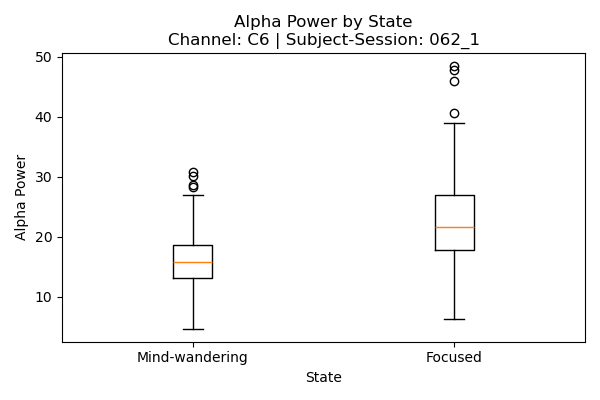 Alpha Power by State
Channel: C6 | Subject-Session: 062_1
50
40
30
20
10
Alpha Power
Mind-wandering
Focused
State